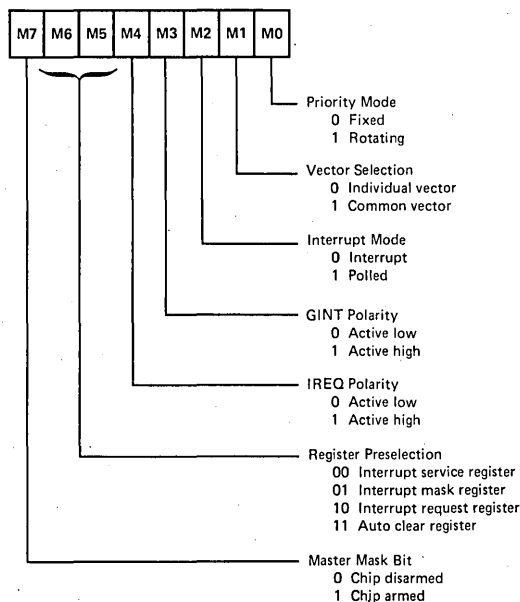 M7 M6 M5 M4 M3 M2 M1 M0
Priority Mode
0 Fixed
1 Rotating
Vector Selection
0 Individual vector
1 Common vector
Interrupt Mode
0 Interrupt
1 Polled
GINT Polarity
0 Active low
1 Active high
IREQ Polarity
0 Active low
1 Active high
Register Preselection
00 Interrupt service register
01 Interrupt mask register
10 Interrupt request register
11 Auto clear register
Master Mask Bit
0 Chip disarmed
1 Chip armed